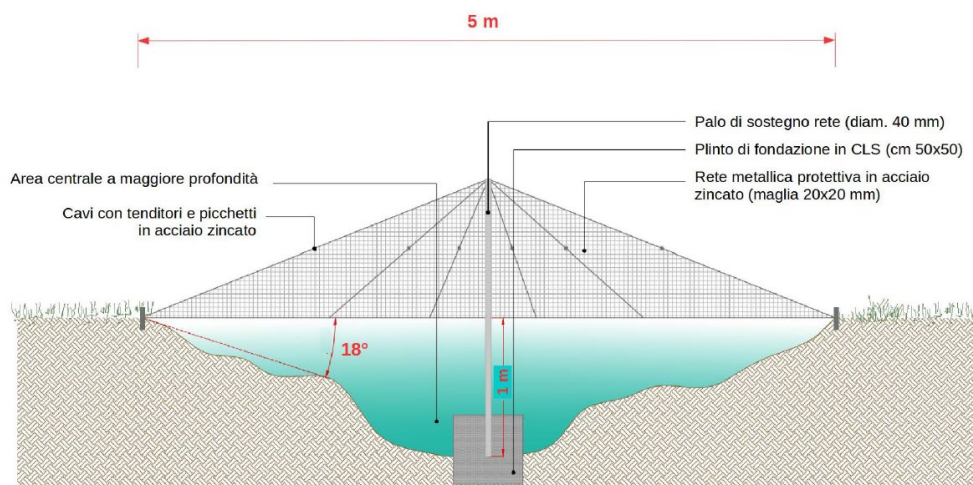 5 m
Palo di sostegno rete (diam. 40 mm)
Plinto di fondazione in CLS (cm 50x50)
Rete metallica protettiva in acciaio
zincato (maglia 20x20 mm)
Area centrale a maggiore profondità
Cavi con tenditori e picchetti
in acciaio zincato
18°
1 m